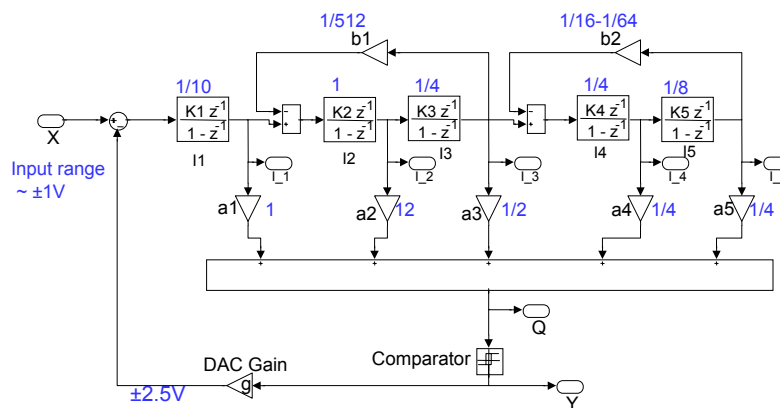 1/512
1/16-1/64
b1
b2
1/10
1
1/4
1/4
1/8
K1 z⁻¹
1 - z⁻¹
K2 z⁻¹
1 - z⁻¹
K3 z⁻¹
1 - z⁻¹
K4 z⁻¹
1 - z⁻¹
K5 z⁻¹
1 - z⁻¹
X
I1
I2
I3
I4
I5
Input range
~ ±1V
I_1
I_2
I_3
I_4
I_
a1
1
a2
12
a3
1/2
a4
1/4
a5
1/4
Q
DAC Gain
Comparator
g
±2.5V
Y